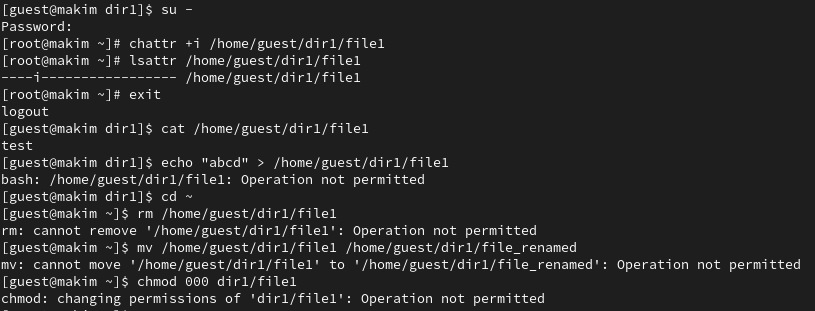 [guest@makim dir1]$ su -
Password:
[root@makim ~]# chattr +i /home/guest/dir1/file1
[root@makim ~]# lsattr /home/guest/dir1/file1
----i----------------- /home/guest/dir1/file1
[root@makim ~]# exit
logout
[guest@makim dir1]$ cat /home/guest/dir1/file1
test
[guest@makim dir1]$ echo "abcd" > /home/guest/dir1/file1
bash: /home/guest/dir1/file1: Operation not permitted
[guest@makim dir1]$ cd ~
[guest@makim ~]$ rm /home/guest/dir1/file1
rm: cannot remove '/home/guest/dir1/file1': Operation not permitted
[guest@makim ~]$ mv /home/guest/dir1/file1 /home/guest/dir1/file_renamed
mv: cannot move '/home/guest/dir1/file1' to '/home/guest/dir1/file_renamed': Operation not permitted
[guest@makim ~]$ chmod 000 dir1/file1
chmod: changing permissions of 'dir1/file1': Operation not permitted